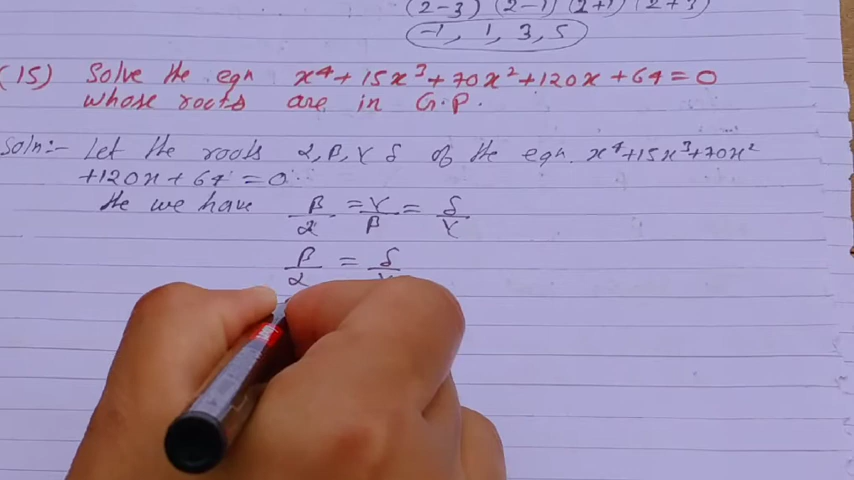 (2-3) (2-1) (2+1) (2+3)
-1, 1, 3, 5
(15) Solve the eqn x⁴+15x³+70x²+120x+64=0
whose roots are in G.P.
Soln:- Let the roots α, β, γ δ of the eqn. x⁴+15x³+70x²
+120x+64=0.
He we have β/α = γ/β = δ/γ
β/α = δ/γ